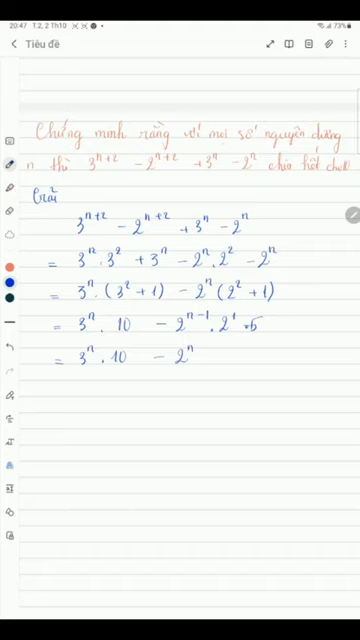 20:47 T.2, 2 Th10 73%
Tiêu đề
Chứng minh rằng với mọi số nguyên dương
n thì 3^{n+2} - 2^{n+2} + 3^n - 2^n chia hết cho 10
Giải
3^{n+2} - 2^{n+2} + 3^n - 2^n
= 3^n . 3^2 + 3^n - 2^n . 2^2 - 2^n
= 3^n . (3^2 + 1) - 2^n (2^2 + 1)
= 3^n . 10 - 2^{n-1} . 2^1 . 5
= 3^n . 10 - 2^n